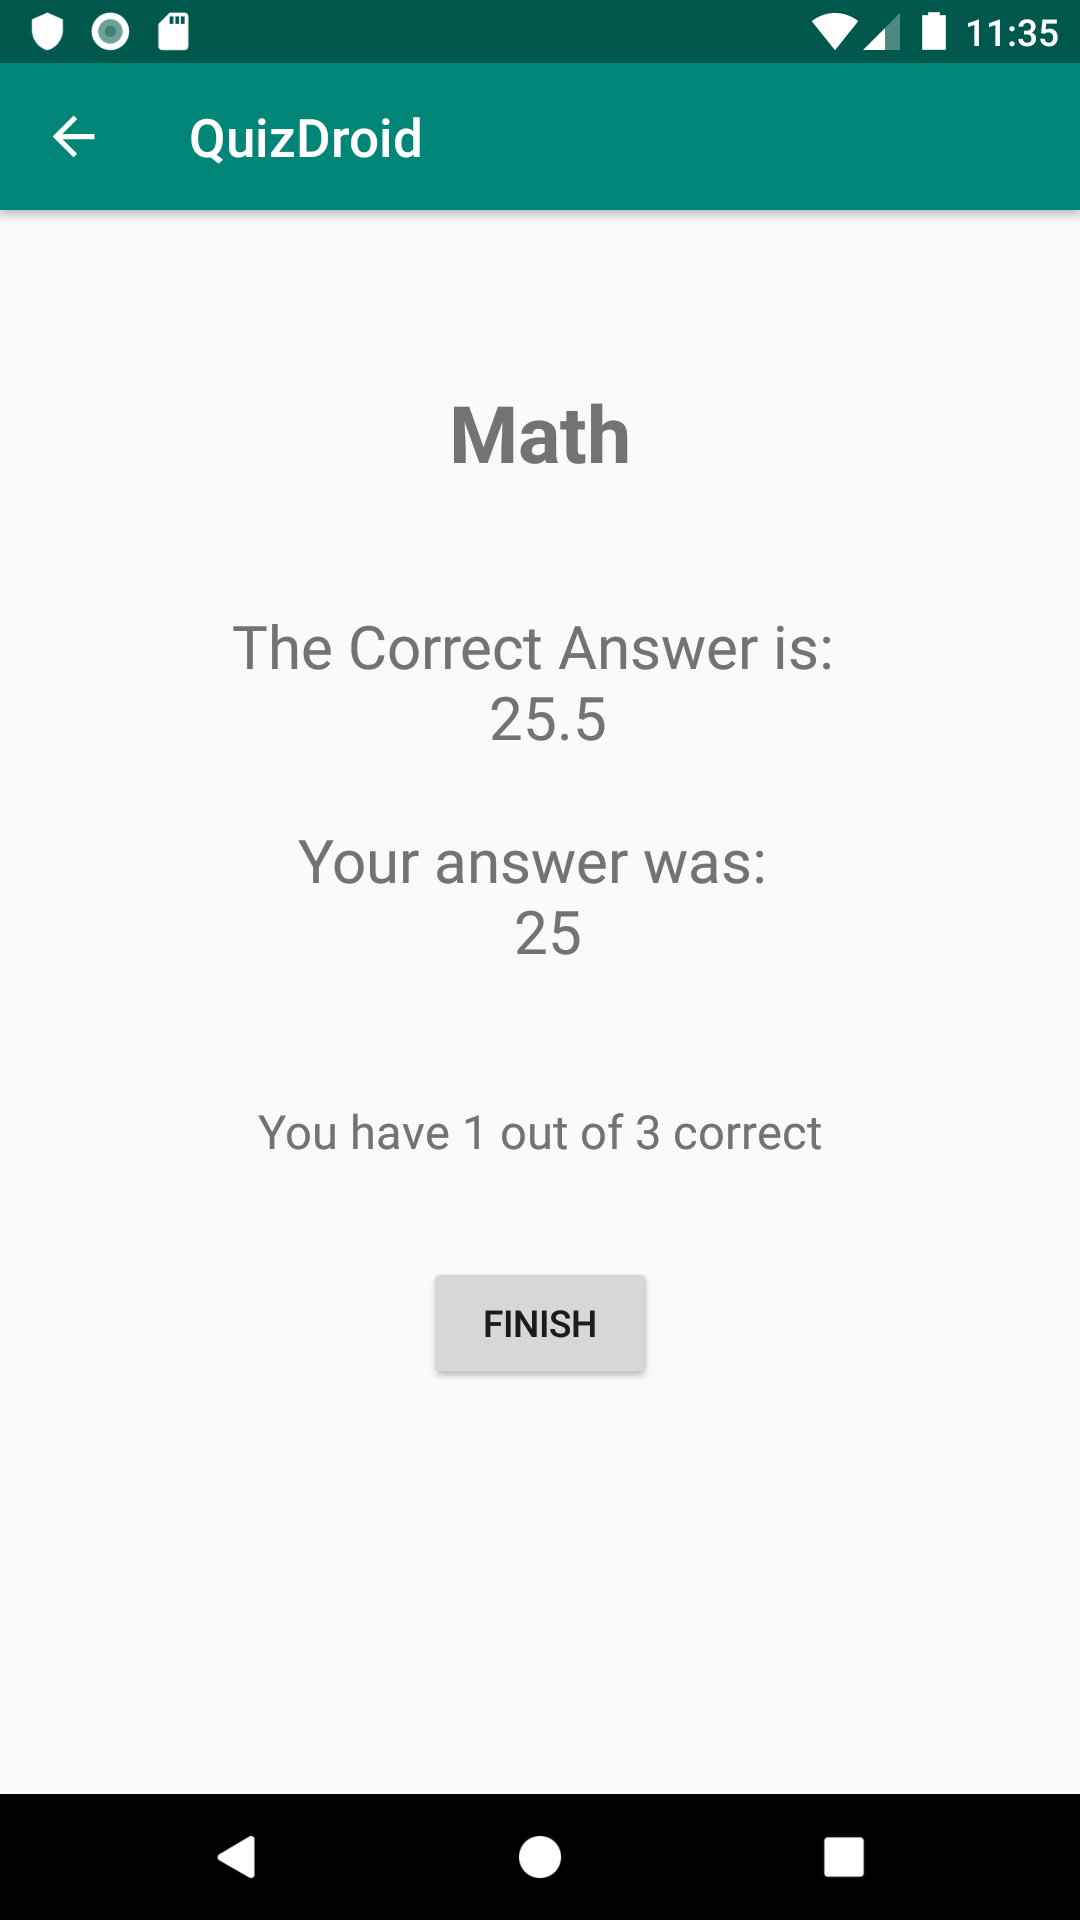 11:35
QuizDroid
Math
The Correct Answer is:
25.5
Your answer was:
25
You have 1 out of 3 correct
FINISH